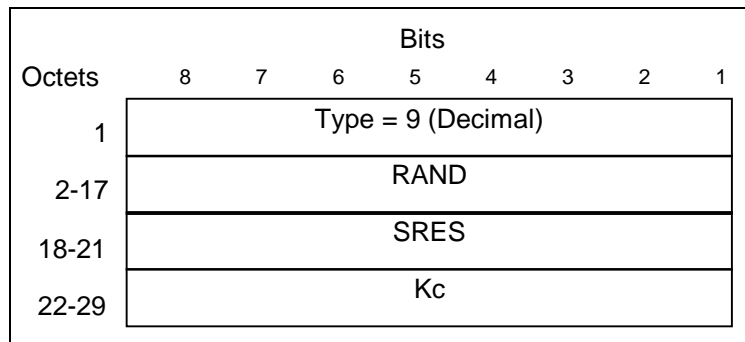 Bits
Octets 8 7 6 5 4 3 2 1
1 Type = 9 (Decimal)
2-17 RAND
18-21 SRES
22-29 Kc